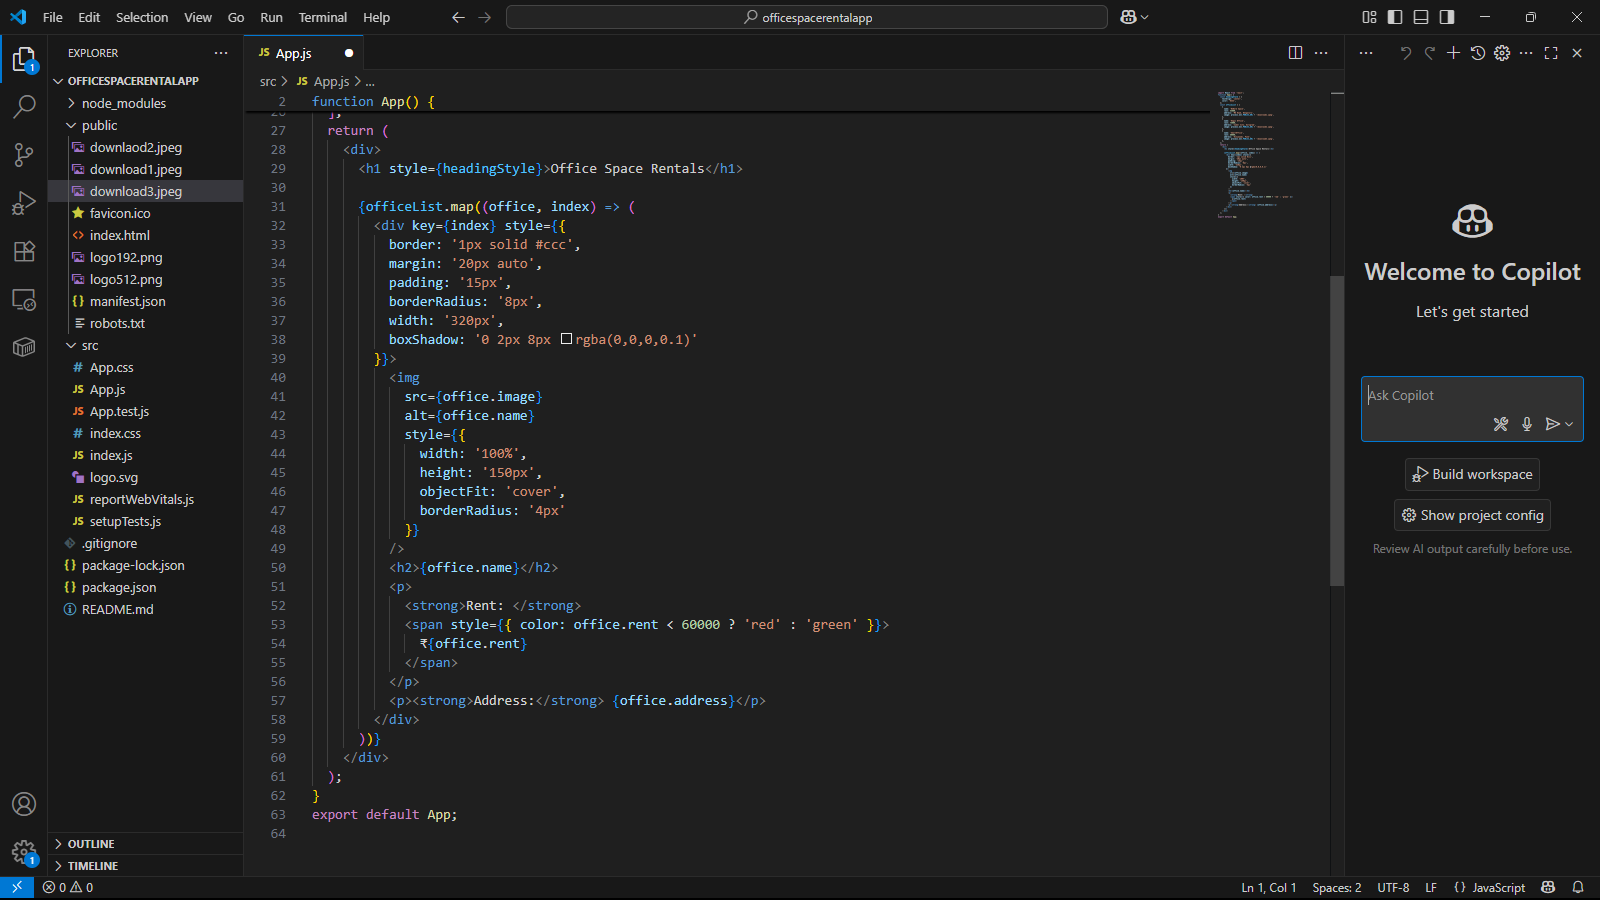 File Edit Selection View Go Run Terminal Help
officespacerentalapp
EXPLORER
OFFICESPACERENTALAPP
node_modules
public
downlaod2.jpeg
download1.jpeg
download3.jpeg
favicon.ico
index.html
logo192.png
logo512.png
manifest.json
robots.txt
src
App.css
App.js
App.test.js
index.css
index.js
logo.svg
reportWebVitals.js
setupTests.js
.gitignore
package-lock.json
package.json
README.md
OUTLINE
TIMELINE
JS App.js
src > JS App.js > ...
2 function App() {
26 ];
27 return (
28 <div>
29 <h1 style={headingStyle}>Office Space Rentals</h1>
30
31 {officeList.map((office, index) => (
32 <div key={index} style={{
33 border: '1px solid #ccc',
34 margin: '20px auto',
35 padding: '15px',
36 borderRadius: '8px',
37 width: '320px',
38 boxShadow: '0 2px 8px rgba(0,0,0,0.1)'
39 }}>
40 <img
41 src={office.image}
42 alt={office.name}
43 style={{
44 width: '100%',
45 height: '150px',
46 objectFit: 'cover',
47 borderRadius: '4px'
48 }}
49 />
50 <h2>{office.name}</h2>
51 <p>
52 <strong>Rent: </strong>
53 <span style={{ color: office.rent < 60000 ? 'red' : 'green' }}>
54 ₹{office.rent}
55 </span>
56 </p>
57 <p><strong>Address:</strong> {office.address}</p>
58 </div>
59 ))}
60 </div>
61 );
62 }
63 export default App;
64
Welcome to Copilot
Let's get started
Ask Copilot
Build workspace
Show project config
Review AI output carefully before use.
0 0
Ln 1, Col 1 Spaces: 2 UTF-8 LF {} JavaScript